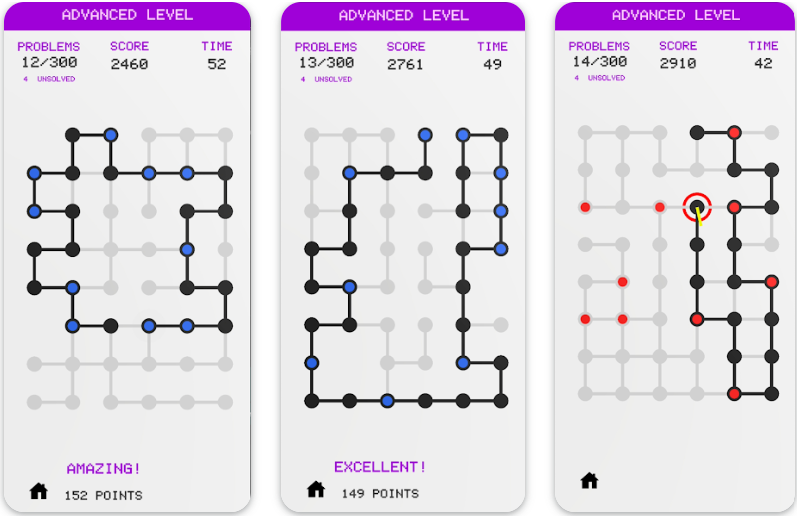 ADVANCED LEVEL
PROBLEMS SCORE TIME
12/300 2460 52
4 UNSOLVED
AMAZING!
152 POINTS
ADVANCED LEVEL
PROBLEMS SCORE TIME
13/300 2761 49
4 UNSOLVED
EXCELLENT!
149 POINTS
ADVANCED LEVEL
PROBLEMS SCORE TIME
14/300 2910 42
4 UNSOLVED